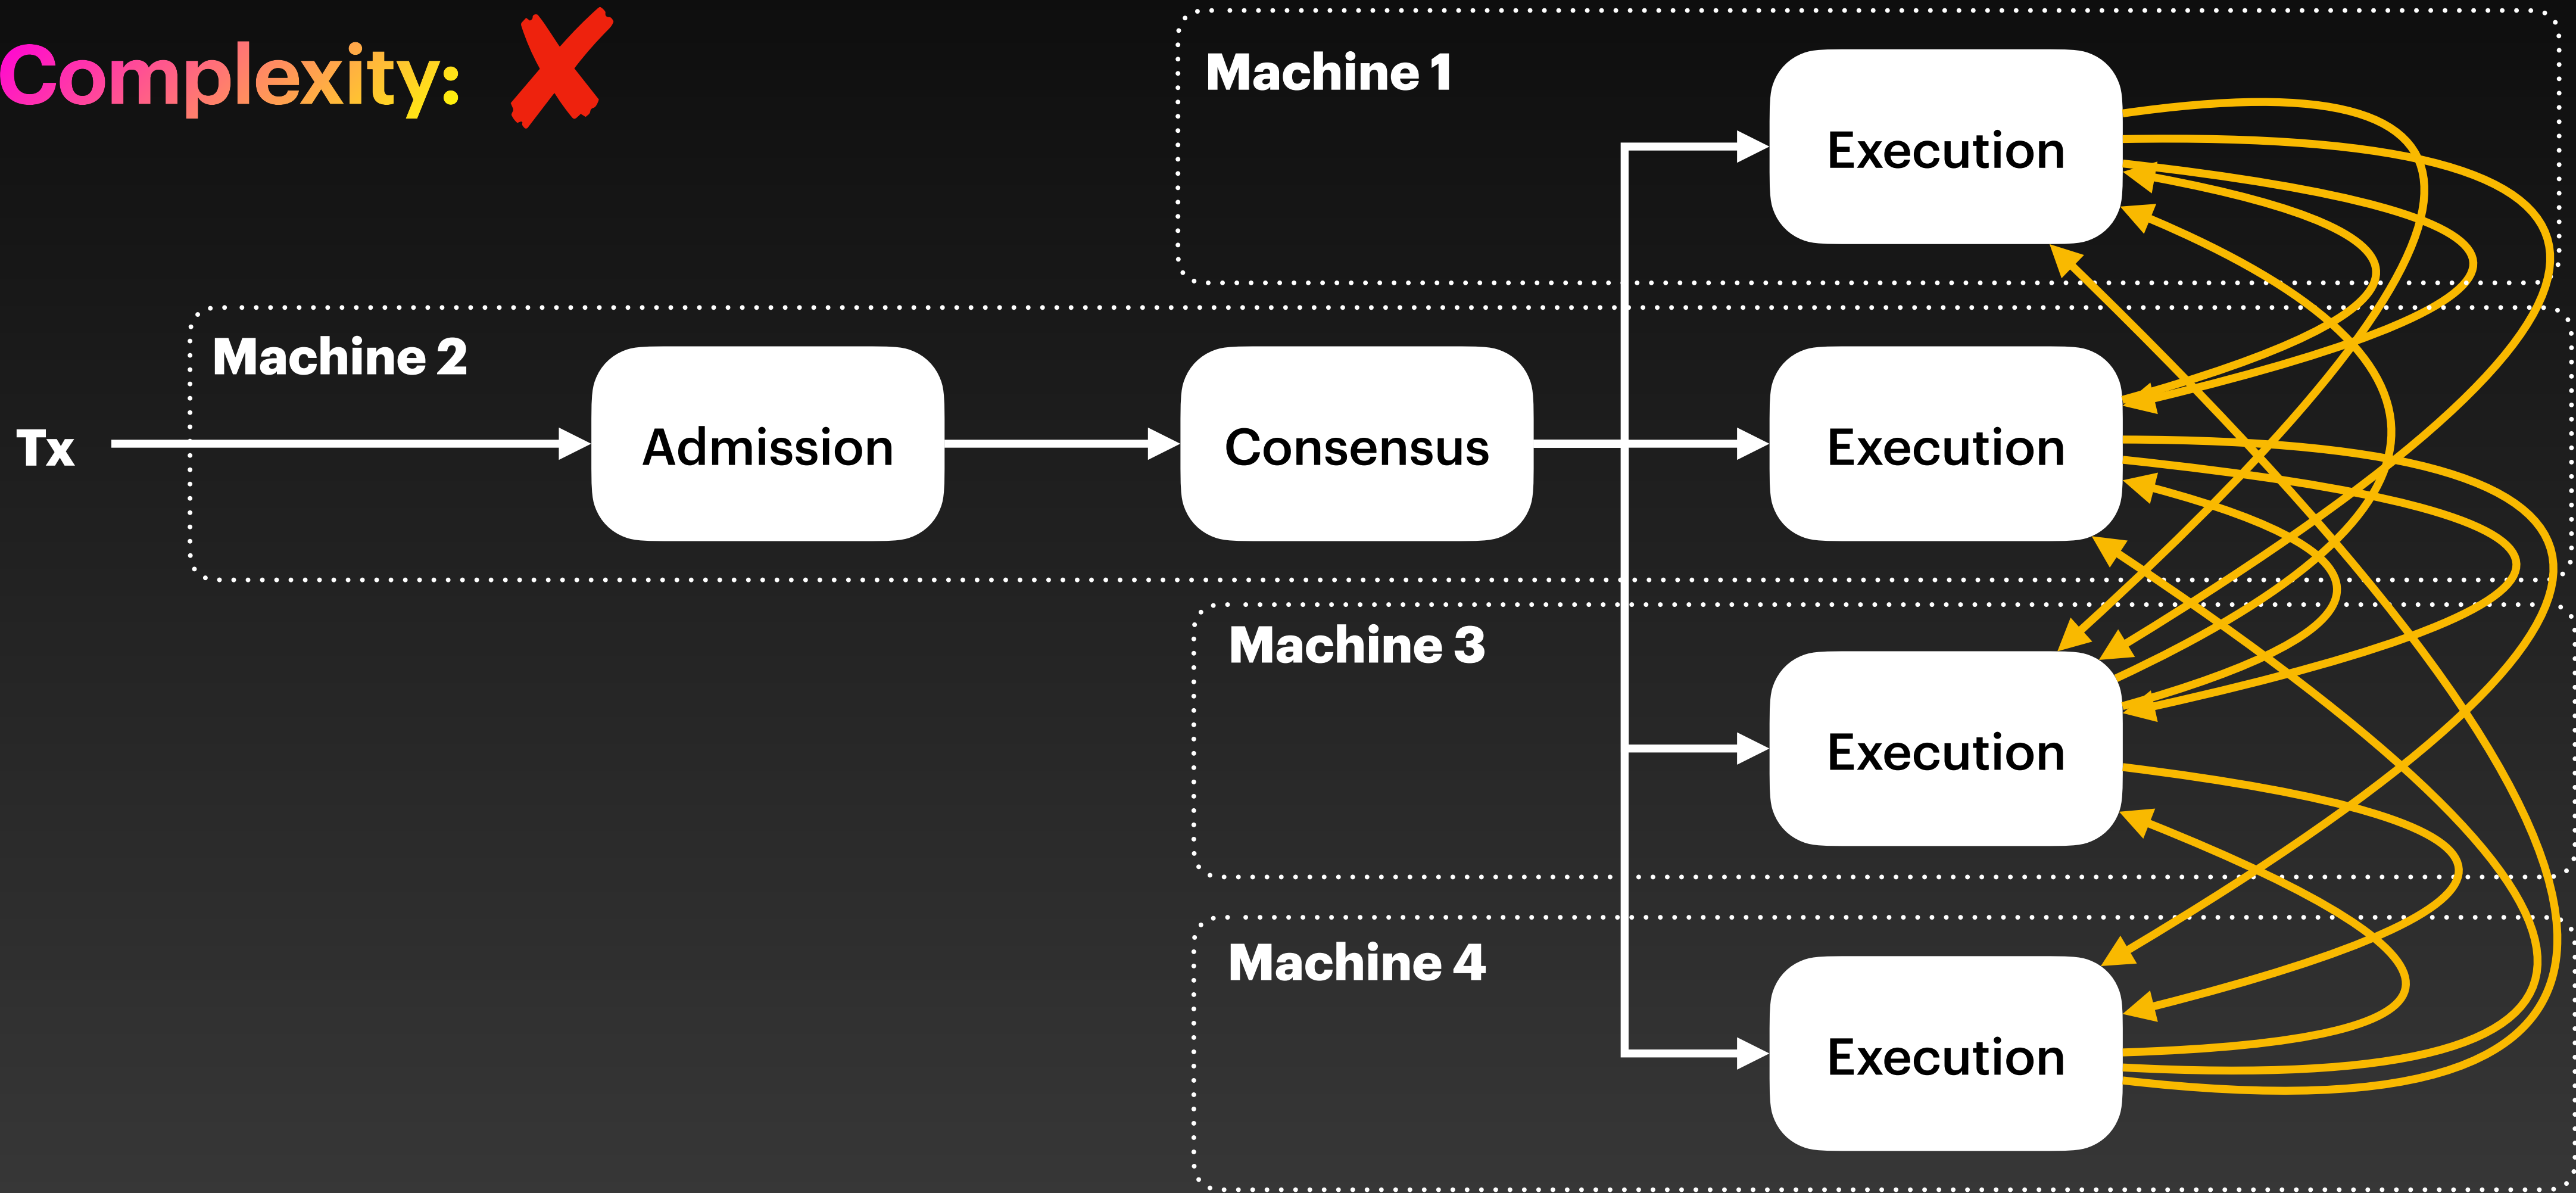 Complexity:
Machine 1
Execution
Machine 2
Tx
Admission
Consensus
Execution
Machine 3
Execution
Machine 4
Execution